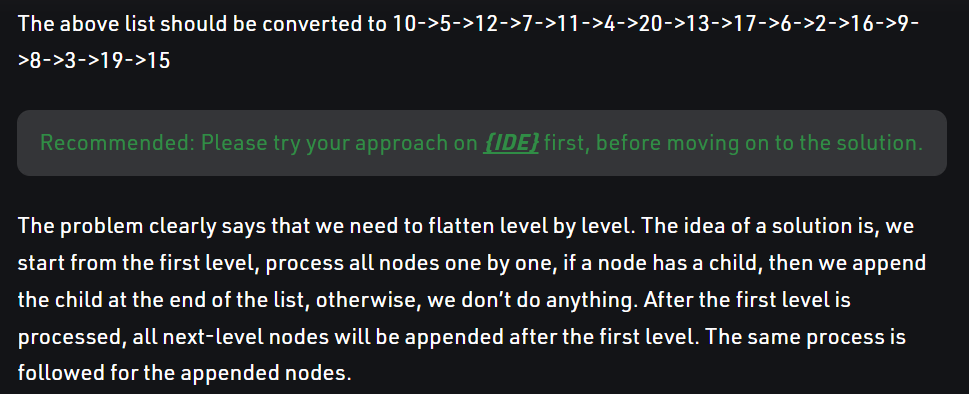 The above list should be converted to 10->5->12->7->11->4->20->13->17->6->2->16->9-
>8->3->19->15
Recommended: Please try your approach on {IDE} first, before moving on to the solution.
The problem clearly says that we need to flatten level by level. The idea of a solution is, we
start from the first level, process all nodes one by one, if a node has a child, then we append
the child at the end of the list, otherwise, we don’t do anything. After the first level is
processed, all next-level nodes will be appended after the first level. The same process is
followed for the appended nodes.